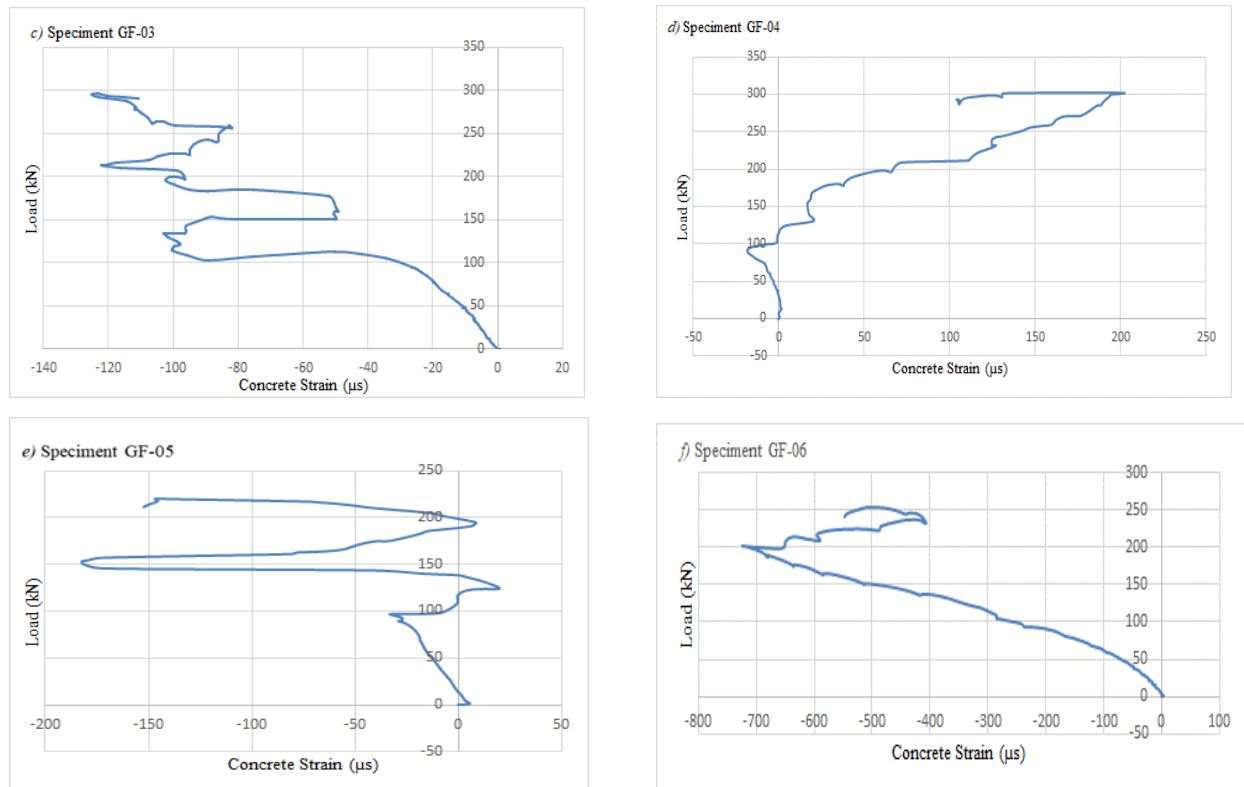 c) Speciment GF-03
350
300
250
200
150
100
50
0
-140 -120 -100 -80 -60 -40 -20 0 20
Load (kN)
Concrete Strain (μs)
d) Speciment GF-04
350
300
250
200
150
100
50
0
-50
-50 0 50 100 150 200 250
Load (kN)
Concrete Strain (μs)
e) Speciment GF-05
250
200
150
100
50
0
-50
-200 -150 -100 -50 0 50
Load (kN)
Concrete Strain (μs)
f) Speciment GF-06
300
250
200
150
100
50
0
-50
-800 -700 -600 -500 -400 -300 -200 -100 0 100
Load (kN)
Concrete Strain (μs)